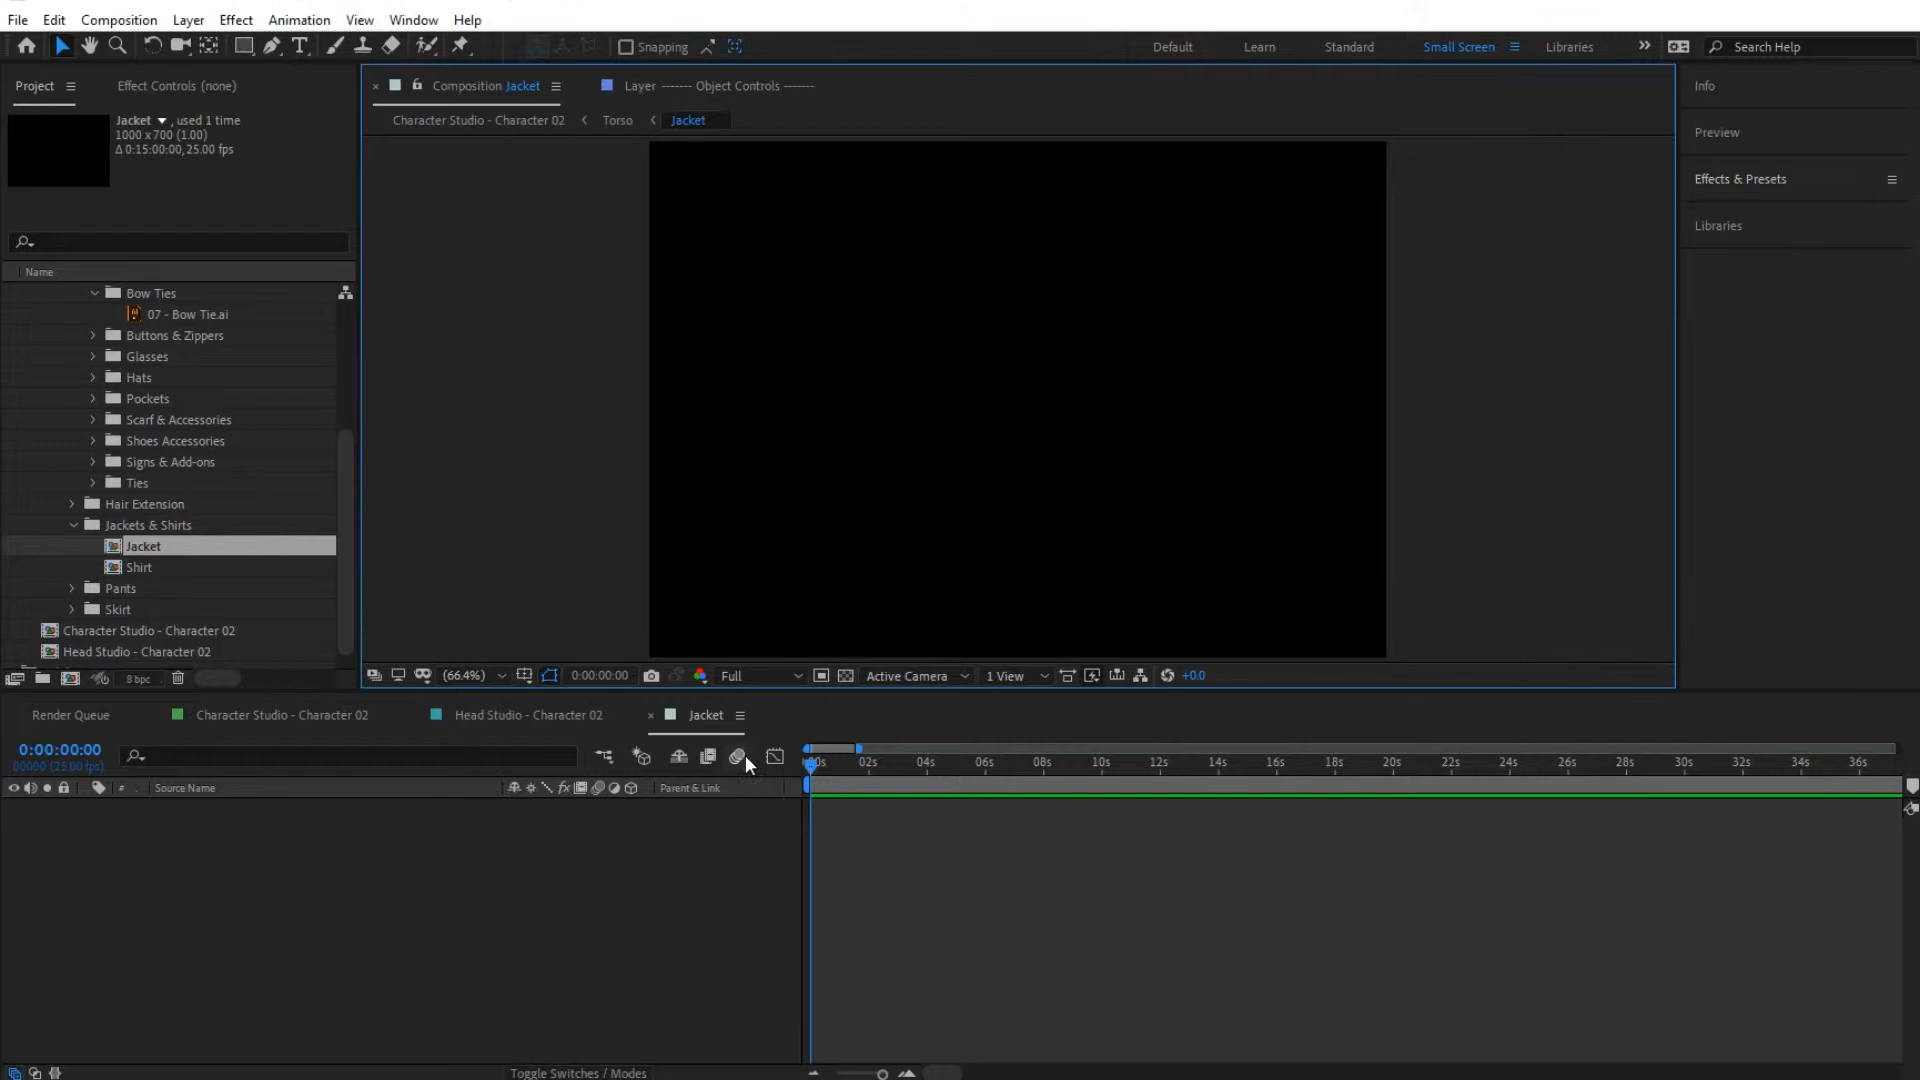 File Edit Composition Layer Effect Animation View Window Help
Snapping
Default Learn Standard Small Screen Libraries Search Help
Project Effect Controls (none)
Composition Jacket Layer ------- Object Controls -------
Info
Jacket , used 1 time
1000 x 700 (1.00)
Δ 0:15:00:00, 25.00 fps
Character Studio - Character 02 Torso Jacket
Preview
Effects & Presets
Libraries
Name
Bow Ties
07 - Bow Tie.ai
Buttons & Zippers
Glasses
Hats
Pockets
Scarf & Accessories
Shoes Accessories
Signs & Add-ons
Ties
Hair Extension
Jackets & Shirts
Jacket
Shirt
Pants
Skirt
Character Studio - Character 02
Head Studio - Character 02
8 bpc
(66.4%) 0:00:00:00 Full Active Camera 1 View +0.0
Render Queue Character Studio - Character 02 Head Studio - Character 02 Jacket
0:00:00:00
00000 (25.00 fps)
02s 04s 06s 08s 10s 12s 14s 16s 18s 20s 22s 24s 26s 28s 30s 32s 34s 36s
# Source Name fx Parent & Link
Toggle Switches / Modes